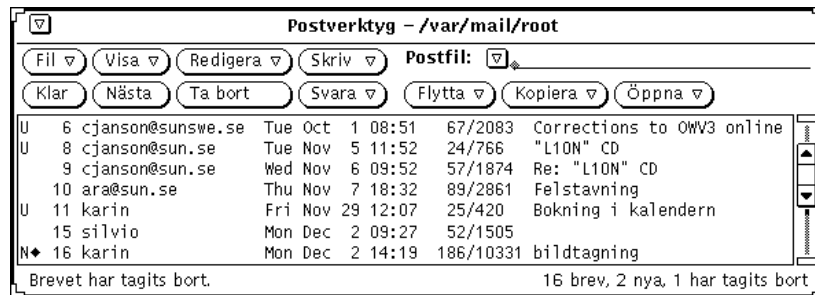 Postverktyg – /var/mail/root
Fil Visa Redigera Skriv Postfil:
Klar Nästa Ta bort Svara Flytta Kopiera Öppna
U 6 cjanson@sunswe.se Tue Oct 1 08:51 67/2083 Corrections to OWV3 online
U 8 cjanson@sun.se Tue Nov 5 11:52 24/766 "L10N" CD
9 cjanson@sun.se Wed Nov 6 09:52 57/1874 Re: "L10N" CD
10 ara@sun.se Thu Nov 7 18:32 89/2861 Felstavning
U 11 karin Fri Nov 29 12:07 25/420 Bokning i kalendern
15 silvio Mon Dec 2 09:27 52/1505
N◆ 16 karin Mon Dec 2 14:19 186/10331 bildtagning
Brevet har tagits bort. 16 brev, 2 nya, 1 har tagits bort